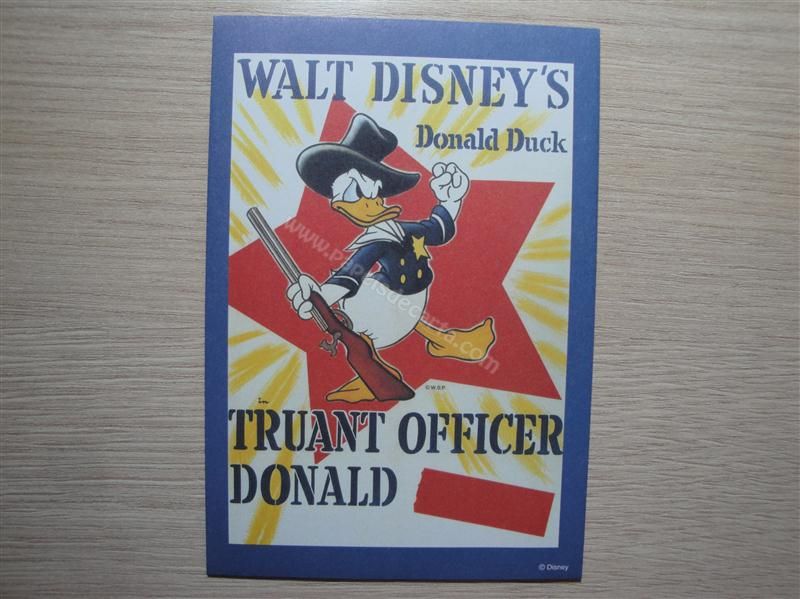 WALT DISNEY'S
Donald Duck
www.papeisdecarta.com
© W.D.P.
in
TRUANT OFFICER
DONALD
© Disney